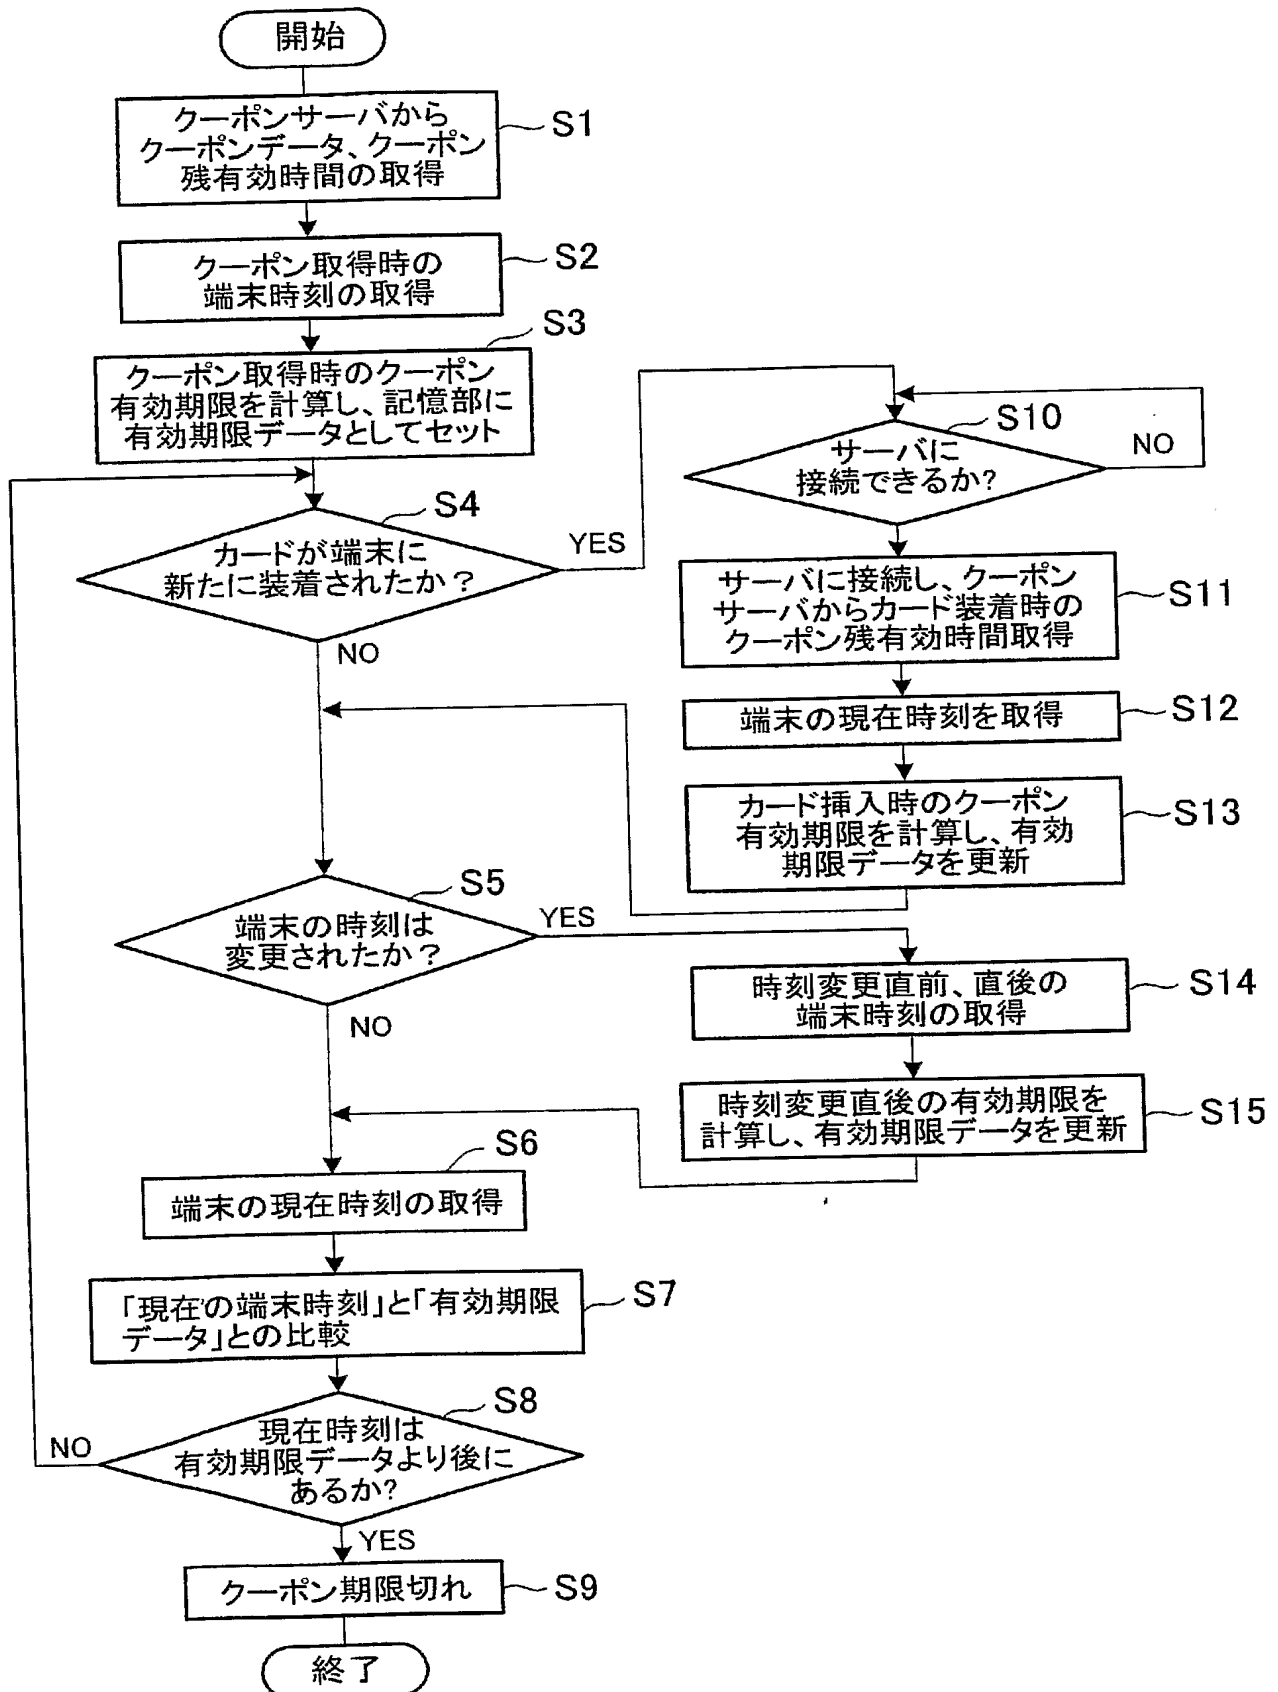 開始
クーポンサーバから
クーポンデータ、クーポン
残有効時間の取得
S1
クーポン取得時の
端末時刻の取得
S2
クーポン取得時のクーポン
有効期限を計算し、記憶部に
有効期限データとしてセット
S3
カードが端末に
新たに装着されたか？
S4
YES
NO
サーバに
接続できるか?
S10
NO
サーバに接続し、クーポン
サーバからカード装着時の
クーポン残有効時間取得
S11
端末の現在時刻を取得
S12
カード挿入時のクーポン
有効期限を計算し、有効
期限データを更新
S13
端末の時刻は
変更されたか？
S5
YES
NO
時刻変更直前、直後の
端末時刻の取得
S14
時刻変更直後の有効期限を
計算し、有効期限データを更新
S15
端末の現在時刻の取得
S6
「現在の端末時刻」と「有効期限
データ」との比較
S7
現在時刻は
有効期限データより後に
あるか?
S8
NO
YES
クーポン期限切れ
S9
終了